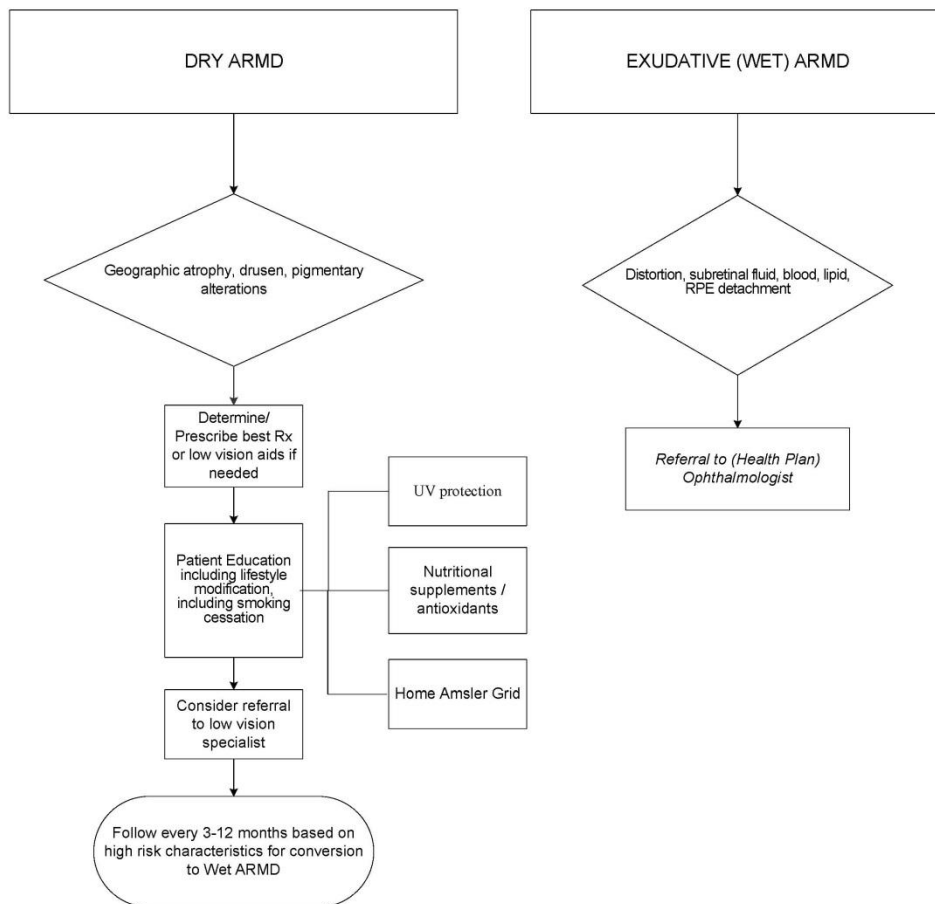 DRY ARMD
Geographic atrophy, drusen, pigmentary
alterations
Determine/
Prescribe best Rx
or low vision aids if
needed
Patient Education
including lifestyle
modification,
including smoking
cessation
UV protection
Nutritional
supplements /
antioxidants
Home Amsler Grid
Consider referral
to low vision
specialist
Follow every 3-12 months based on
high risk characteristics for conversion
to Wet ARMD
EXUDATIVE (WET) ARMD
Distortion, subretinal fluid, blood, lipid,
RPE detachment
Referral to (Health Plan)
Ophthalmologist